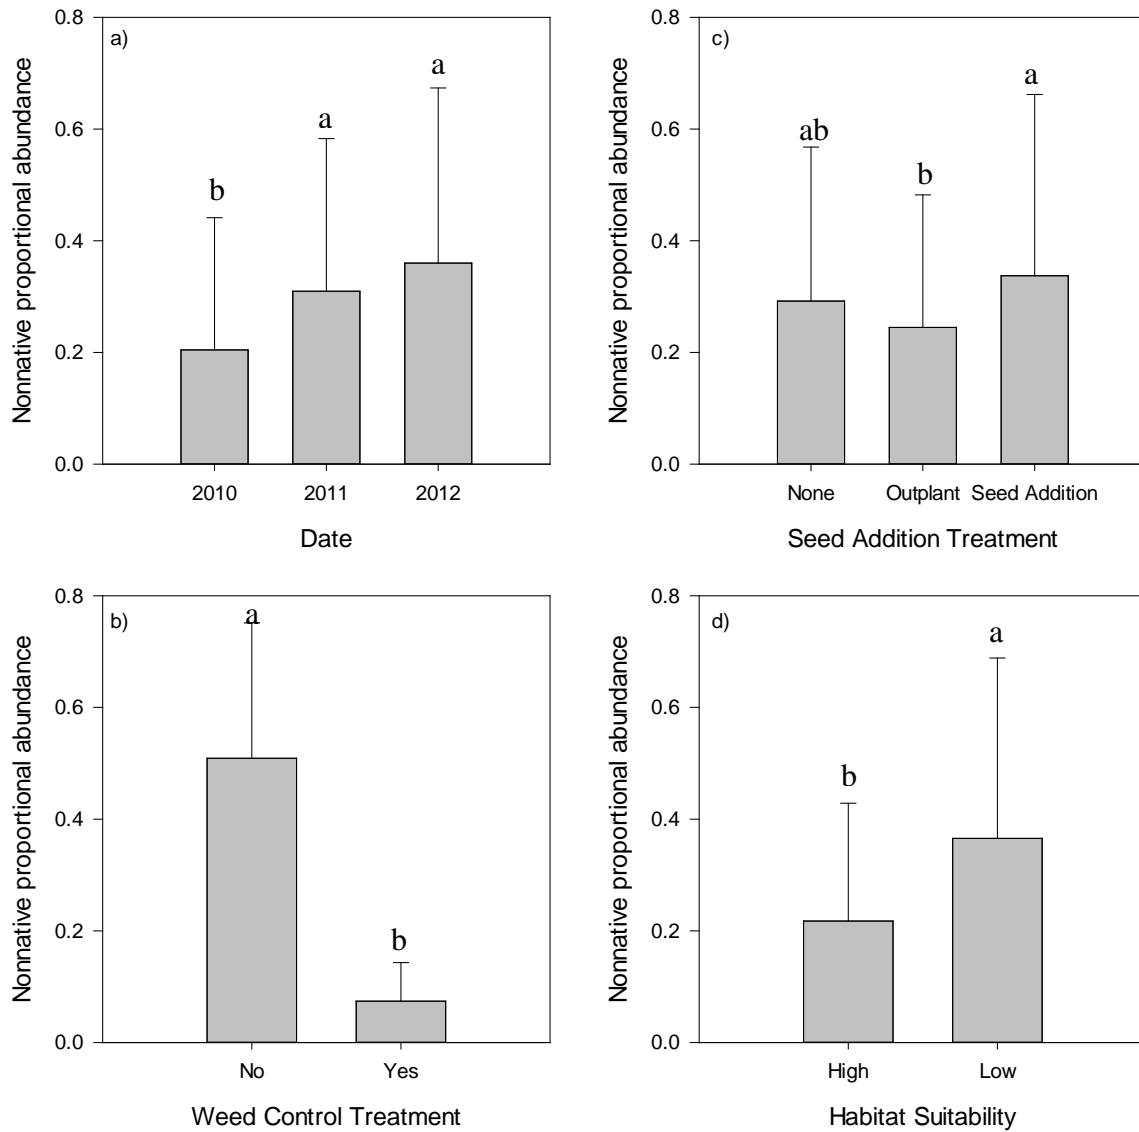 a)
Nonnative proportional abundance
0.8
0.6
0.4
0.2
0.0
b
a
a
2010 2011 2012
Date
c)
Nonnative proportional abundance
0.8
0.6
0.4
0.2
0.0
ab
b
a
None Outplant Seed Addition
Seed Addition Treatment
b)
Nonnative proportional abundance
0.8
0.6
0.4
0.2
0.0
a
b
No Yes
Weed Control Treatment
d)
Nonnative proportional abundance
0.8
0.6
0.4
0.2
0.0
b
a
High Low
Habitat Suitability